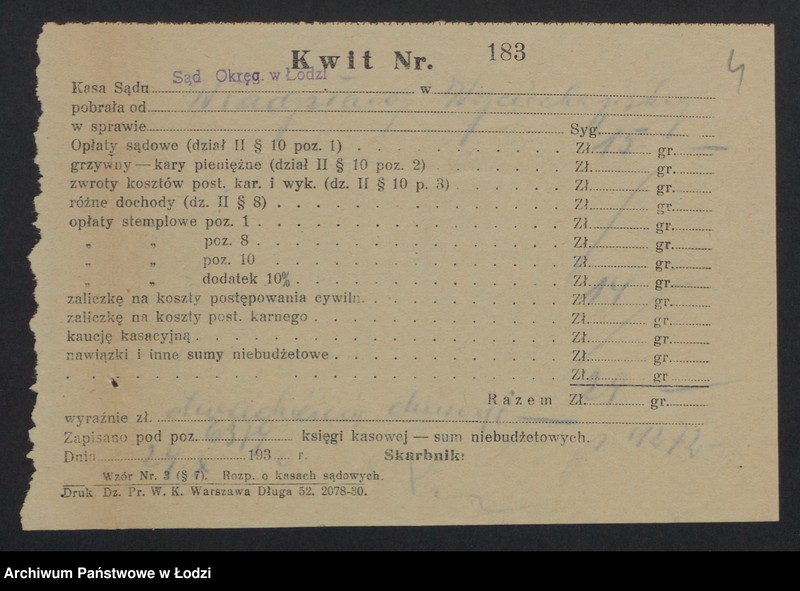 4
Kwit Nr. 183
Sąd Okręg. w Łodzi
Kasa Sądu w
pobrała od
w sprawie Syg.
Opłaty sądowe (dział II § 10 poz. 1) Zł. 15 gr. —
grzywny — kary pieniężne (dział II § 10 poz. 2) Zł. gr.
zwroty kosztów post. kar. i wyk. (dz. II § 10 p. 3) Zł. gr.
różne dochody (dz. II § 8) Zł. gr.
opłaty stemplowe poz. 1 Zł. gr.
„ „ poz. 8 Zł. gr.
„ „ poz. 10 Zł. gr.
„ „ dodatek 10% Zł. gr.
zaliczkę na koszty postępowania cywiln. Zł. 14 gr.
zaliczkę na koszty post. karnego Zł. gr.
kaucję kasacyjną Zł. gr.
nawiązki i inne sumy niebudżetowe Zł. gr.
Zł. gr
Razem Zł. 29 gr. —
wyraźnie zł. —
Zapisano pod poz. księgi kasowej — sum niebudżetowych.
Dnia 193 r. Skarbnik:
Wzór Nr. 3 (§ 7). Rozp. o kasach sądowych.
Druk Dz. Pr. W. K. Warszawa Długa 52. 2078-30.
Archiwum Państwowe w Łodzi